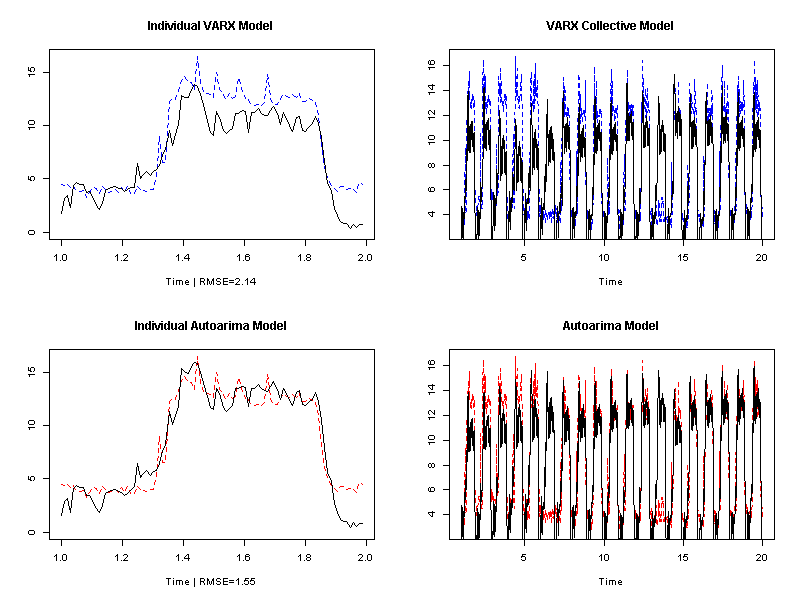 Individual VARX Model
15
10
5
0
1.0 1.2 1.4 1.6 1.8 2.0
Time | RMSE=2.14
VARX Collective Model
16
14
12
10
8
6
4
5 10 15 20
Time
Individual Autoarima Model
15
10
5
0
1.0 1.2 1.4 1.6 1.8 2.0
Time | RMSE=1.55
Autoarima Model
16
14
12
10
8
6
4
5 10 15 20
Time